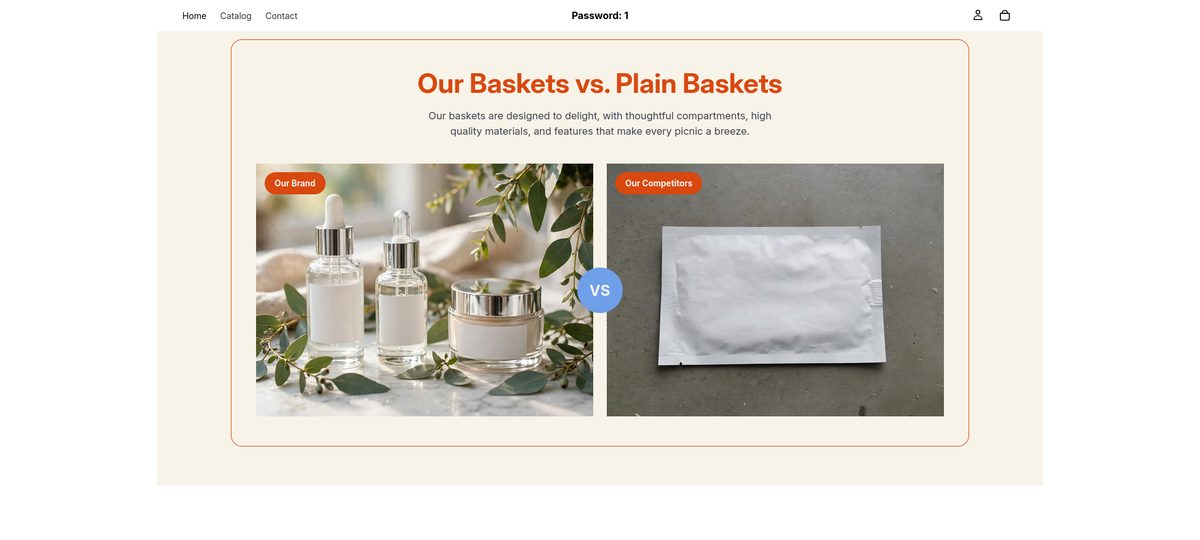 Home Catalog Contact
Password: 1
Our Baskets vs. Plain Baskets
Our baskets are designed to delight, with thoughtful compartments, high
quality materials, and features that make every picnic a breeze.
Our Brand
Our Competitors
VS